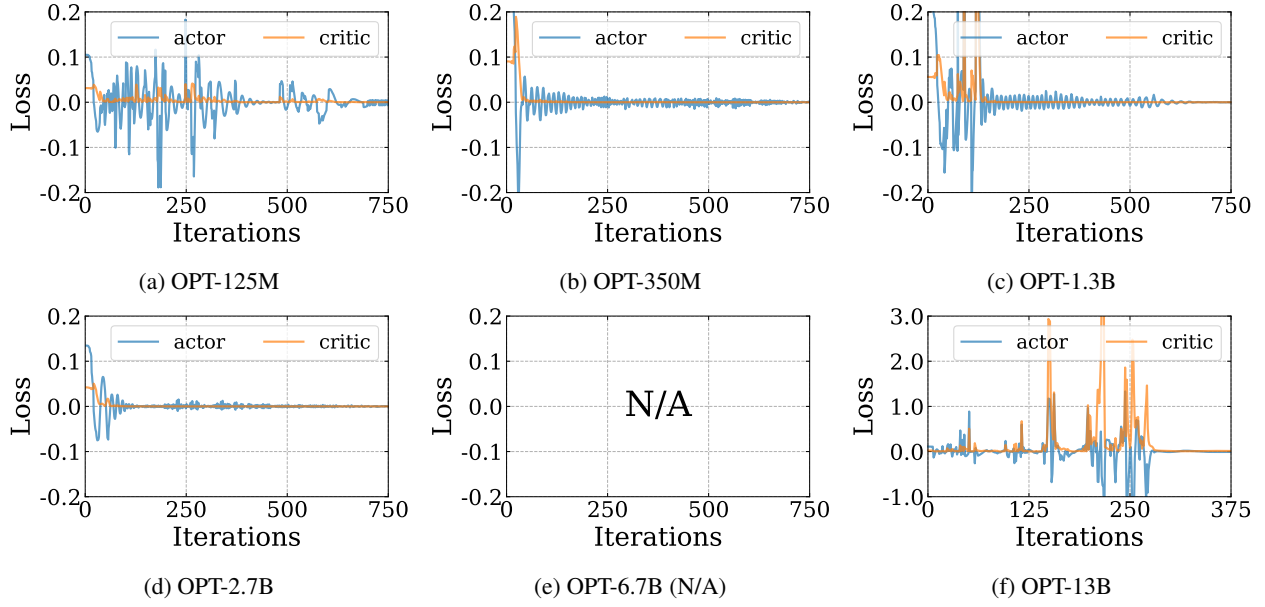 0.2
0.1
0.0
-0.1
-0.2
Loss
actor critic
0 250 500 750
Iterations
(a) OPT-125M
0.2
0.1
0.0
-0.1
-0.2
Loss
actor critic
0 250 500 750
Iterations
(b) OPT-350M
0.2
0.1
0.0
-0.1
-0.2
Loss
actor critic
0 250 500 750
Iterations
(c) OPT-1.3B
0.2
0.1
0.0
-0.1
-0.2
Loss
actor critic
0 250 500 750
Iterations
(d) OPT-2.7B
0.2
0.1
0.0
-0.1
-0.2
Loss
N/A
0 250 500 750
Iterations
(e) OPT-6.7B (N/A)
3.0
2.0
1.0
0.0
-1.0
Loss
actor critic
0 125 250 375
Iterations
(f) OPT-13B